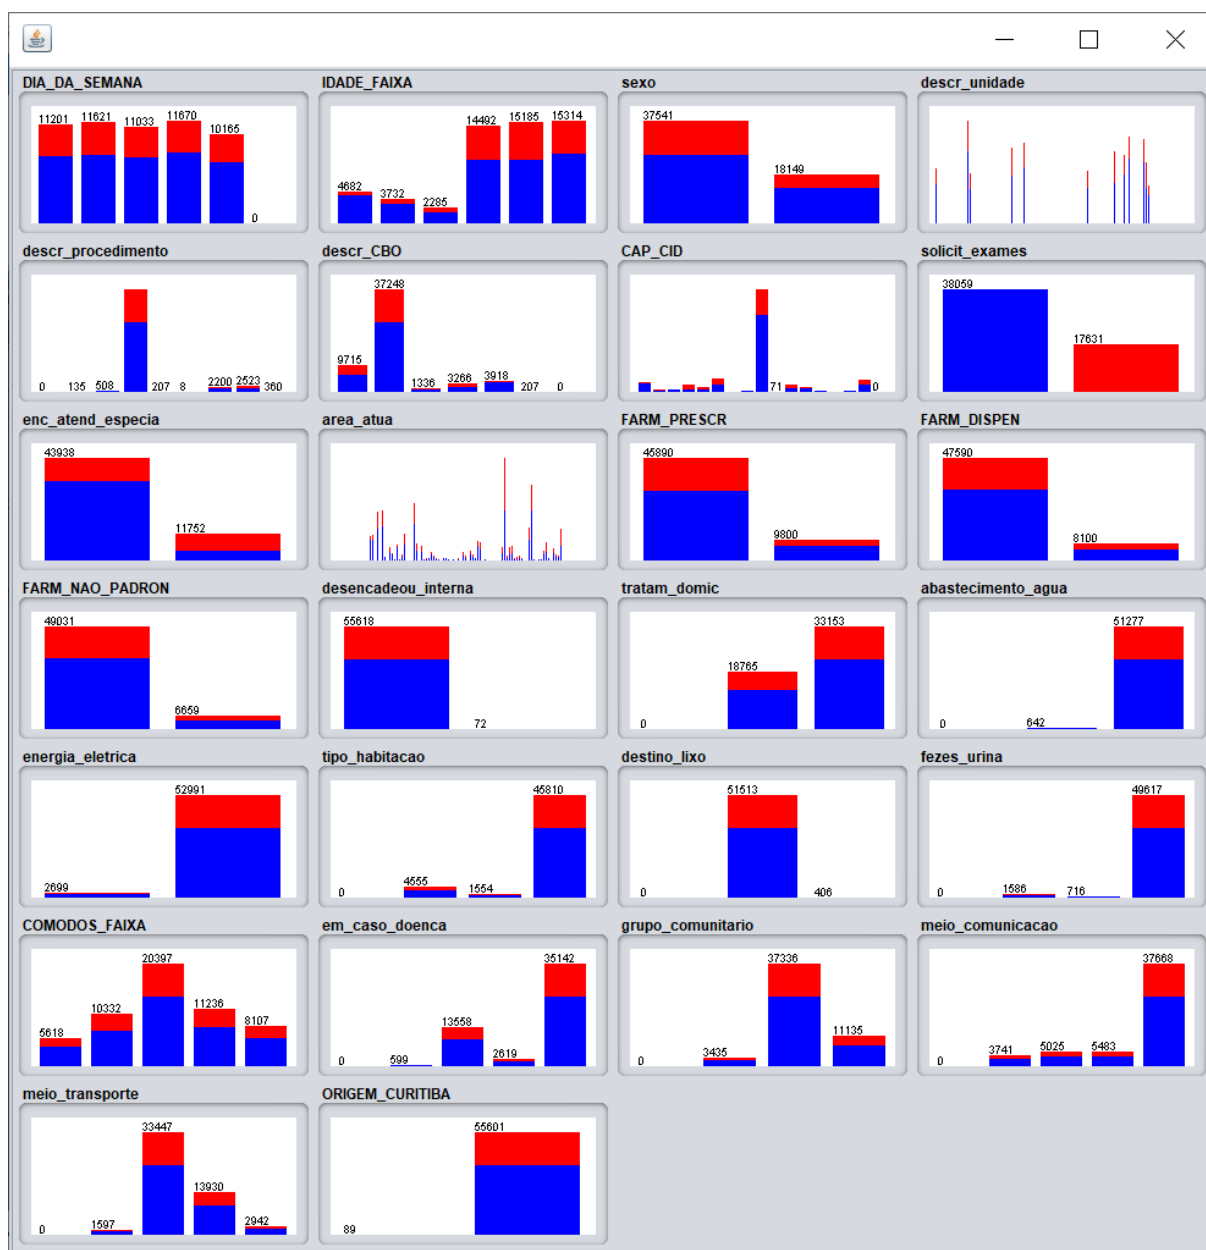 DIA_DA_SEMANA IDADE_FAIXA sexo descr_unidade
11201 11621 11033 11670 10165 0
4682 3732 2285 14492 15185 15314
37541 18149
descr_procedimento descr_CBO CAP_CID solicit_exames
0 135 508 207 8 2200 2523 360
9715 37248 1336 3266 3918 207 0
71 0
38059 17631
enc_atend_especia area_atua FARM_PRESCR FARM_DISPEN
43938 11752
45890 9800
47590 8100
FARM_NAO_PADRON desencadeou_interna tratam_domic abastecimento_agua
49031 6659
55618 72
0 18765 33153
0 642 51277
energia_eletrica tipo_habitacao destino_lixo fezes_urina
2699 52991
0 4555 1554 45810
0 51513 406
0 1586 716 49617
COMODOS_FAIXA em_caso_doenca grupo_comunitario meio_comunicacao
5618 10332 20397 11236 8107
0 599 13558 2619 35142
0 3435 37336 11135
0 3741 5025 5483 37668
meio_transporte ORIGEM_CURITIBA
0 1597 33447 13930 2942
89 55601